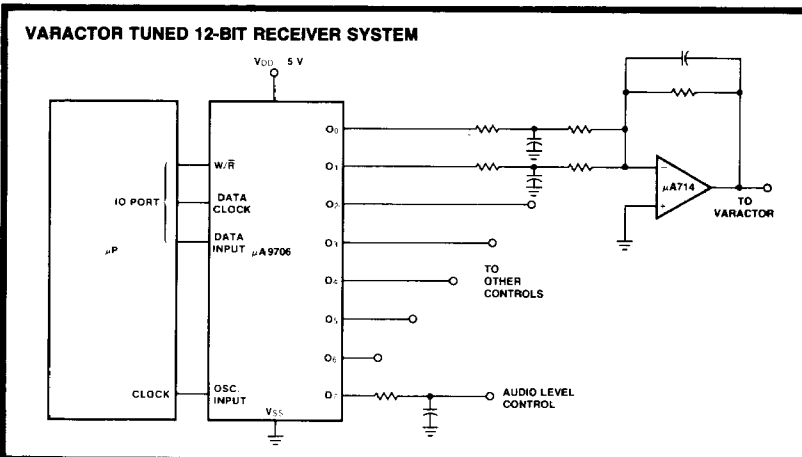 VARACTOR TUNED 12-BIT RECEIVER SYSTEM
VDD 5 V
O0
W/R̅
O1
IO PORT
DATA
CLOCK
O2
μA714
−
+
TO
VARACTOR
DATA
INPUT
μP
μA9706
O3
TO
OTHER
CONTROLS
O4
O5
O6
CLOCK
OSC.
INPUT
O7
AUDIO LEVEL
CONTROL
VSS